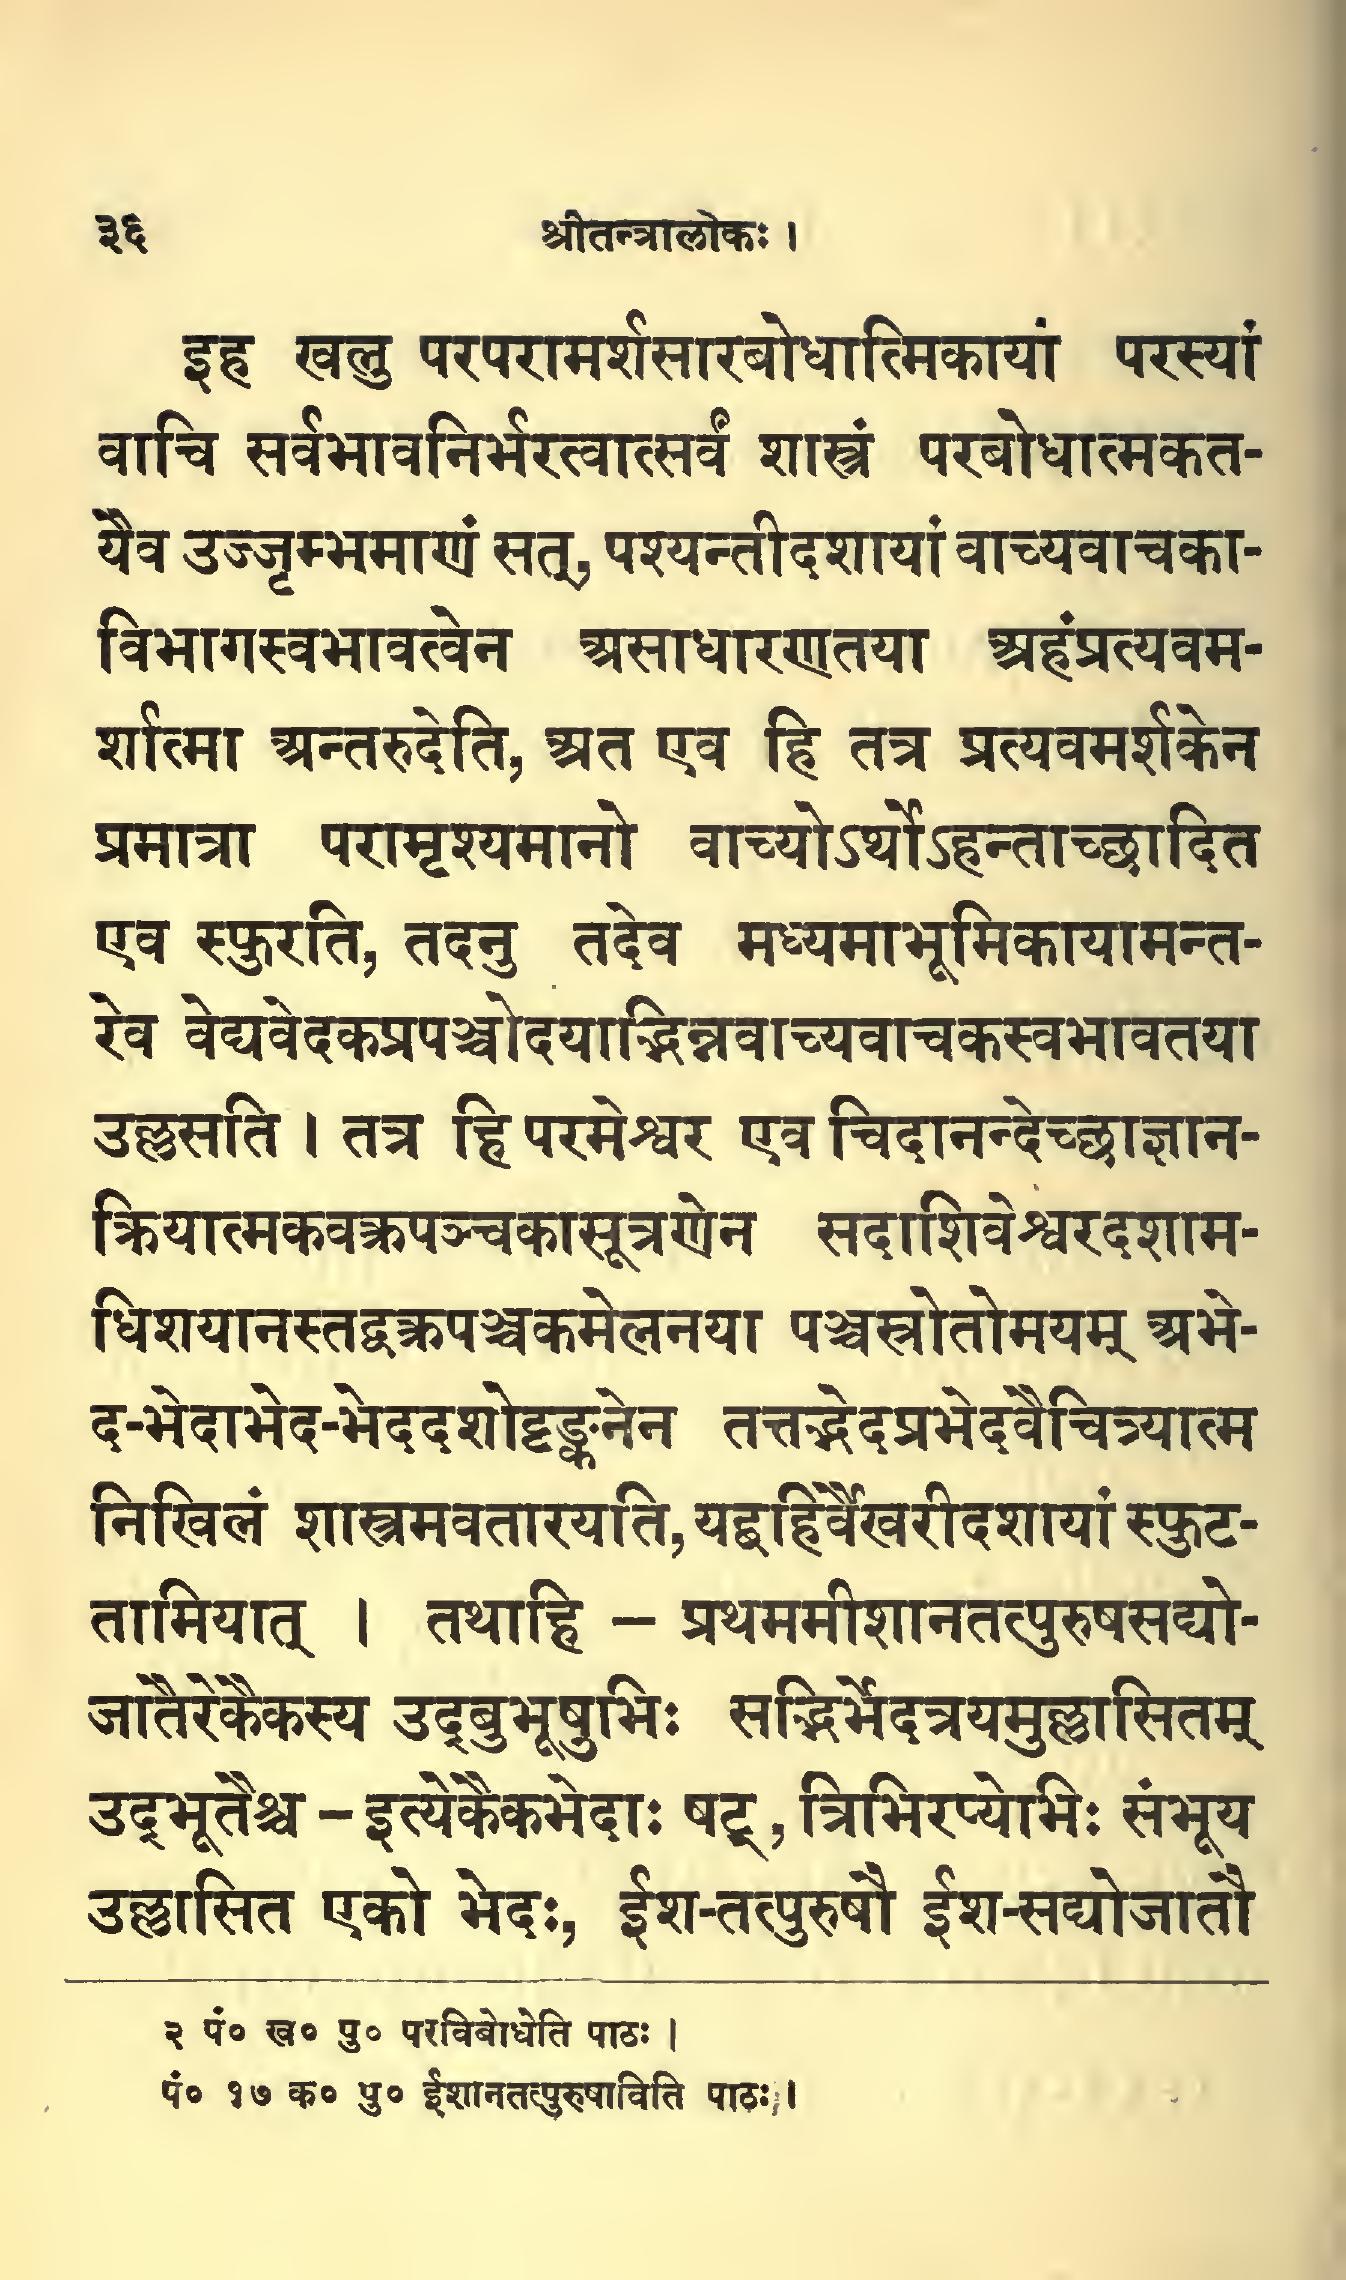 ३६ श्रीतन्त्रालोकः ।
इह खलु परपरामर्शसारबोधात्मिकायां परस्यां
वाचि सर्वभावनिर्भरत्वात्सर्वं शास्त्रं परबोधात्मकत-
यैव उज्जृम्भमाणं सत्, पश्यन्तीदशायां वाच्यवाचका-
विभागस्वभावत्वेन असाधारणतया अहंप्रत्यवम-
र्शात्मा अन्तरुदेति, अत एव हि तत्र प्रत्यवमर्शकेन
प्रमात्रा परामृश्यमानो वाच्योऽर्थोऽहन्ताच्छादित
एव स्फुरति, तदनु तदेव मध्यमाभूमिकायामन्त-
रेव वेद्यवेदकप्रपञ्चोदयाद्भिन्नवाच्यवाचकस्वभावतया
उल्लसति । तत्र हि परमेश्वर एव चिदानन्देच्छाज्ञान-
क्रियात्मकवक्त्रपञ्चकासूत्रणेन सदाशिवेश्वरदशाम-
धिशयानस्तद्वक्त्रपञ्चकमेलनया पञ्चस्त्रोतोमयम् अभे-
द-भेदाभेद-भेददशोट्टङ्कनेन तत्तद्भेदप्रभेदवैचित्र्यात्म
निखिलं शास्त्रमवतारयति, यद्बहिर्वैखरीदशायां स्फुट-
तामियात् । तथाहि – प्रथममीशानतत्पुरुषसद्यो-
जातैरेकैकस्य उद्बुभूषुभिः सद्भिर्भेदत्रयमुल्लासितम्
उद्भूतैश्च – इत्येकैकभेदाः षट्, त्रिभिरप्येभिः संभूय
उल्लासित एको भेदः, ईश-तत्पुरुषौ ईश-सद्योजातौ
२ पं० ख० पु० परविबोधेति पाठः ।
पं० १७ क० पु० ईशानतत्पुरुषाविति पाठः ।